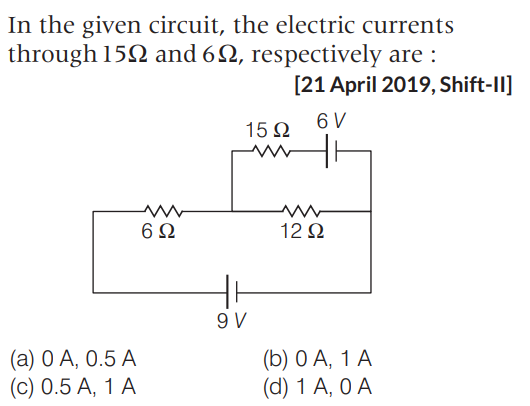 In the given circuit, the electric currents
through 15Ω and 6Ω, respectively are :
[21 April 2019, Shift-II]
15 Ω 6 V
6 Ω 12 Ω
9 V
(a) 0 A, 0.5 A (b) 0 A, 1 A
(c) 0.5 A, 1 A (d) 1 A, 0 A